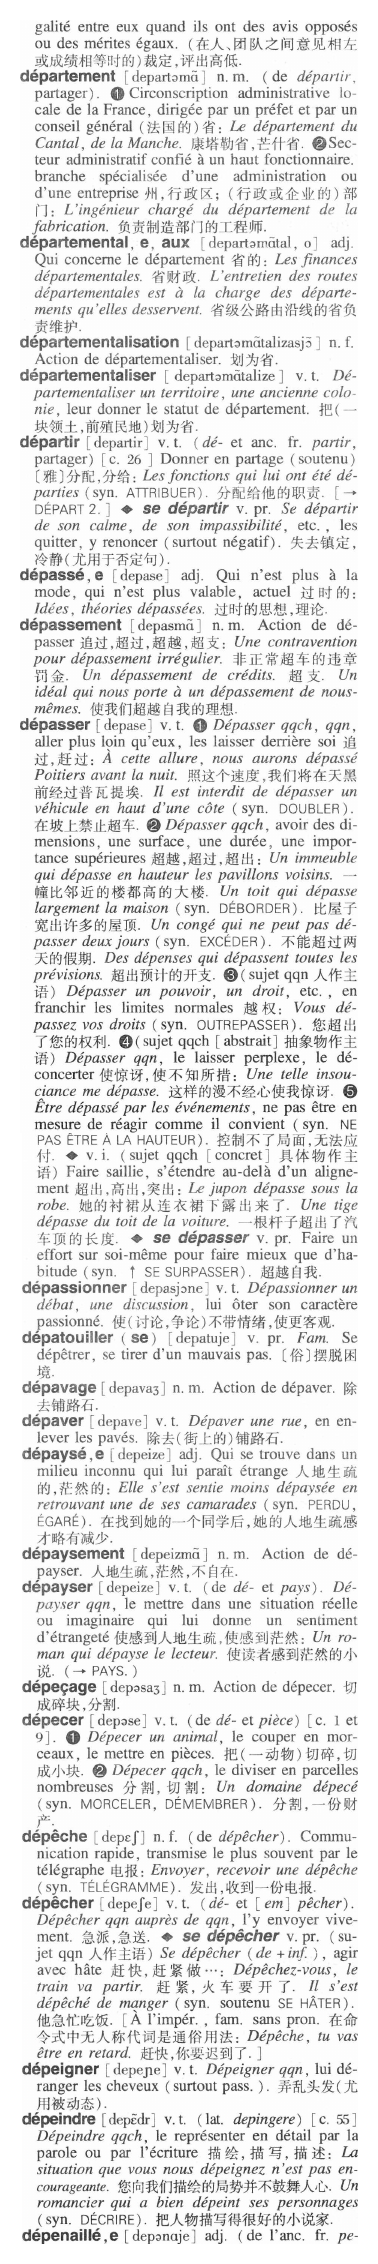 galité entre eux quand ils ont des avis opposés
ou des mérites égaux. (在人、团队之间意见相左
或成绩相等时的)裁定,评出高低.
département [departəmɑ̃] n. m. (de départir,
partager). ❶ Circonscription administrative lo-
cale de la France, dirigée par un préfet et par un
conseil général (法国的)省: Le département du
Cantal, de la Manche. 康塔勒省,芒什省. ❷ Sec-
teur administratif confié à un haut fonctionnaire.
branche spécialisée d'une administration ou
d'une entreprise 州,行政区; (行政或企业的)部
门: L'ingénieur chargé du département de la
fabrication. 负责制造部门的工程师.
départemental, e, aux [departəmɑ̃tal, o] adj.
Qui concerne le département 省的: Les finances
départementales. 省财政. L'entretien des routes
départementales est à la charge des départe-
ments qu'elles desservent. 省级公路由沿线的省负
责维护.
départementalisation [departəmɑ̃talizasjɔ̃] n. f.
Action de départementaliser. 划为省.
départementaliser [departəmɑ̃talize] v. t. Dé-
partementaliser un territoire, une ancienne colo-
nie, leur donner le statut de département. 把(一
块领土,前殖民地)划为省.
départir [departir] v. t. (dé- et anc. fr. partir,
partager) [c. 26] Donner en partage (soutenu)
[雅]分配,分给: Les fonctions qui lui ont été dé-
parties (syn. ATTRIBUER). 分配给他的职责. [→
DÉPART 2.] ◆ se départir v. pr. Se départir
de son calme, de son impassibilité, etc., les
quitter, y renoncer (surtout négatif). 失去镇定,
冷静(尤用于否定句).
dépassé, e [depase] adj. Qui n'est plus à la
mode, qui n'est plus valable, actuel 过时的:
Idées, théories dépassées. 过时的思想,理论.
dépassement [depasmɑ̃] n. m. Action de dé-
passer 追过,超过,超越,超支: Une contravention
pour dépassement irrégulier. 非正常超车的违章
罚金. Un dépassement de crédits. 超支. Un
idéal qui nous porte à un dépassement de nous-
mêmes. 使我们超越自我的理想.
dépasser [depase] v. t. ❶ Dépasser qqch, qqn,
aller plus loin qu'eux, les laisser derrière soi 追
过,赶过: À cette allure, nous aurons dépassé
Poitiers avant la nuit. 照这个速度,我们将在天黑
前经过普瓦提埃. Il est interdit de dépasser un
véhicule en haut d'une côte (syn. DOUBLER).
在坡上禁止超车. ❷ Dépasser qqch, avoir des di-
mensions, une surface, une durée, une impor-
tance supérieures 超越,超过,超出: Un immeuble
qui dépasse en hauteur les pavillons voisins. 一
幢比邻近的楼都高的大楼. Un toit qui dépasse
largement la maison (syn. DÉBORDER). 比屋子
宽出许多的屋顶. Un congé qui ne peut pas dé-
passer deux jours (syn. EXCÉDER). 不能超过两
天的假期. Des dépenses qui dépassent toutes les
prévisions. 超出预计的开支. ❸ (sujet qqn 人作主
语) Dépasser un pouvoir, un droit, etc., en
franchir les limites normales 越权: Vous dé-
passez vos droits (syn. OUTREPASSER). 您超出
了您的权利. ❹ (sujet qqch [abstrait] 抽象物作主
语) Dépasser qqn, le laisser perplexe, le dé-
concerter 使惊讶,使不知所措: Une telle insou-
ciance me dépasse. 这样的漫不经心使我惊讶. ❺
Être dépassé par les événements, ne pas être en
mesure de réagir comme il convient (syn. NE
PAS ÊTRE À LA HAUTEUR). 控制不了局面,无法应
付. ◆ v. i. (sujet qqch [concret] 具体物作主
语) Faire saillie, s'étendre au-delà d'un aligne-
ment 超出,高出,突出: Le jupon dépasse sous la
robe. 她的衬裙从连衣裙下露出来了. Une tige
dépasse du toit de la voiture. 一根杆子超出了汽
车顶的长度. ◆ se dépasser v. pr. Faire un
effort sur soi-même pour faire mieux que d'ha-
bitude (syn. ↑ SE SURPASSER). 超越自我.
dépassionner [depasjɔne] v. t. Dépassionner un
débat, une discussion, lui ôter son caractère
passionné. 使(讨论,争论)不带情绪,使更客观.
dépatouiller (se) [depatuje] v. pr. Fam. Se
dépêtrer, se tirer d'un mauvais pas. [俗]摆脱困
境.
dépavage [depavaʒ] n. m. Action de dépaver. 除
去铺路石.
dépaver [depave] v. t. Dépaver une rue, en en-
lever les pavés. 除去(街上的)铺路石.
dépaysé, e [depeize] adj. Qui se trouve dans un
milieu inconnu qui lui paraît étrange 人地生疏
的,茫然的: Elle s'est sentie moins dépaysée en
retrouvant une de ses camarades (syn. PERDU,
ÉGARÉ). 在找到她的一个同学后,她的人地生疏感
才略有减少.
dépaysement [depeizmɑ̃] n. m. Action de dé-
payser. 人地生疏,茫然,不自在.
dépayser [depeize] v. t. (de dé- et pays). Dé-
payser qqn, le mettre dans une situation réelle
ou imaginaire qui lui donne un sentiment
d'étrangeté 使感到人地生疏,使感到茫然: Un ro-
man qui dépayse le lecteur. 使读者感到茫然的小
说. (→ PAYS.)
dépeçage [depəsaʒ] n. m. Action de dépecer. 切
成碎块,分割.
dépecer [depəse] v. t. (de dé- et pièce) [c. 1 et
9]. ❶ Dépecer un animal, le couper en mor-
ceaux, le mettre en pièces. 把(一动物)切碎,切
成小块. ❷ Dépecer qqch, le diviser en parcelles
nombreuses 分割,切割: Un domaine dépecé
(syn. MORCELER, DÉMEMBRER). 分割,一份财
产.
dépêche [depeʃ] n. f. (de dépêcher). Commu-
nication rapide, transmise le plus souvent par le
télégraphe 电报: Envoyer, recevoir une dépêche
(syn. TÉLÉGRAMME). 发出,收到一份电报.
dépêcher [depeʃe] v. t. (dé- et [em] pêcher).
Dépêcher qqn auprès de qqn, l'y envoyer vive-
ment. 急派,急送. ◆ se dépêcher v. pr. (su-
jet qqn 人作主语) Se dépêcher (de + inf.), agir
avec hâte 赶快,赶紧做…: Dépêchez-vous, le
train va partir. 赶紧,火车要开了. Il s'est
dépêché de manger (syn. soutenu SE HÂTER).
他急忙吃饭. [À l'impér., fam. sans pron. 在命
令式中无人称代词是通俗用法: Dépêche, tu vas
être en retard. 赶快,你要迟到了.]
dépeigner [depeɲe] v. t. Dépeigner qqn, lui dé-
ranger les cheveux (surtout pass.). 弄乱头发(尤
用被动态).
dépeindre [depɛ̃dr] v. t. (lat. depingere) [c. 55]
Dépeindre qqch, le représenter en détail par la
parole ou par l'écriture 描绘,描写,描述: La
situation que vous nous dépeignez n'est pas en-
courageante. 您向我们描绘的局势并不鼓舞人心. Un
romancier qui a bien dépeint ses personnages
(syn. DÉCRIRE). 把人物描写得很好的小说家.
dépenaillé, e [depənɑje] adj. (de l'anc. fr. pe-